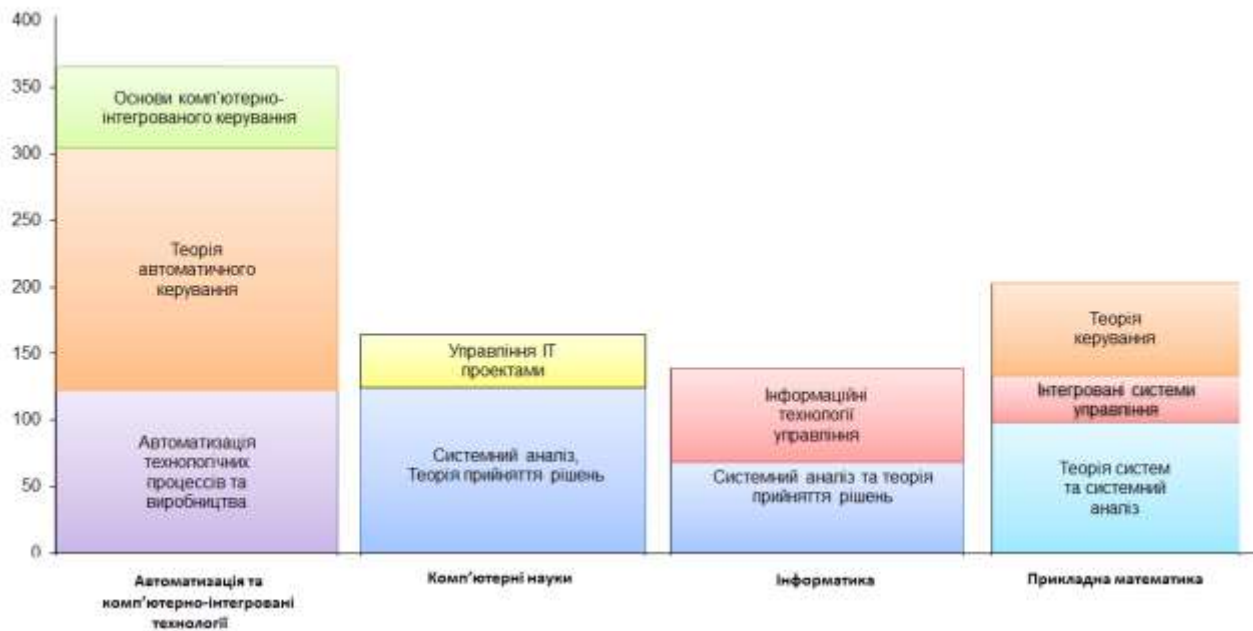 400
350
300
250
200
150
100
50
0
Основи комп'ютерно-
інтегрованого керування
Теорія
автоматичного
керування
Автоматизація
технологічних
процессів та
виробництва
Управління ІТ
проектами
Системний аналіз,
Теорія прийняття рішень
Інформаційні
технології
управління
Системний аналіз та теорія
прийняття рішень
Теорія
керування
Інтегровані системи
управління
Теорія систем
та системний
аналіз
Автоматизація та
комп'ютерно-інтегровані
технології
Комп'ютерні науки
Інформатика
Прикладна математика